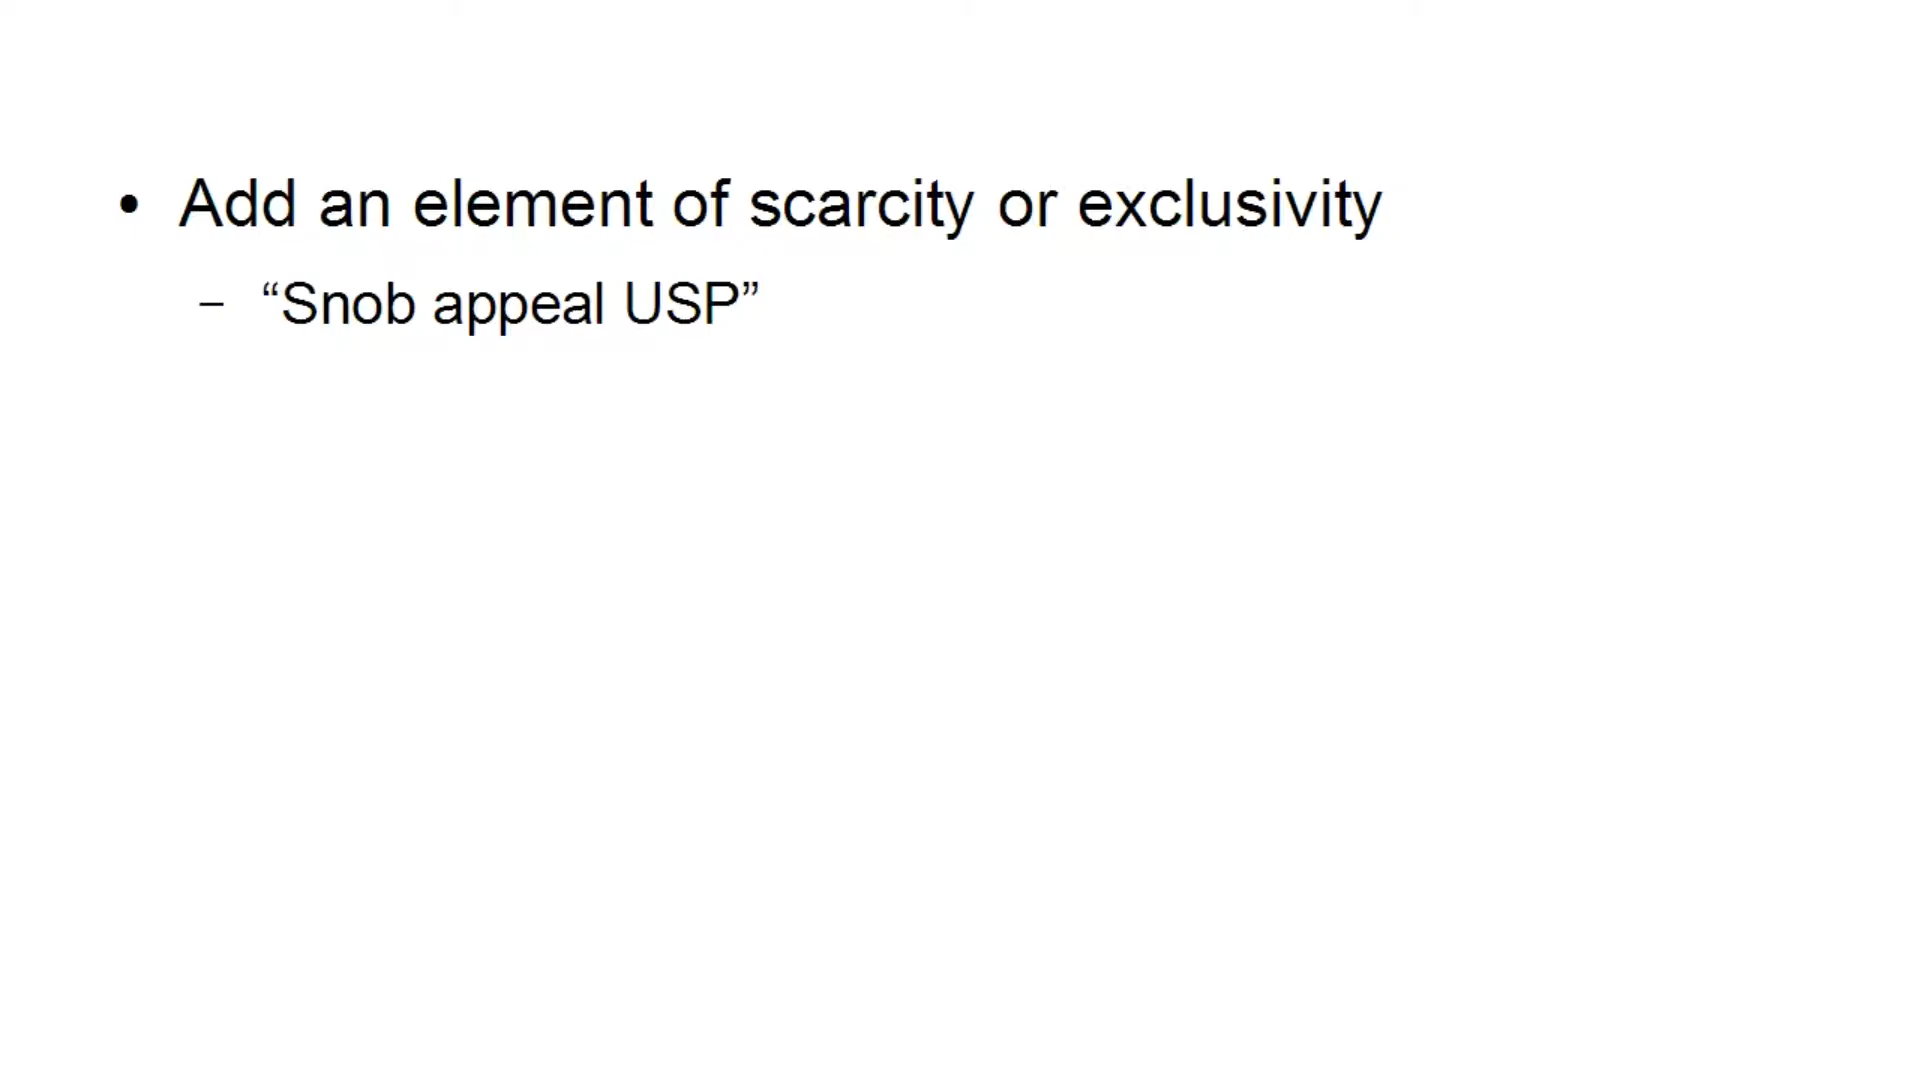 • Add an element of scarcity or exclusivity
– “Snob appeal USP”